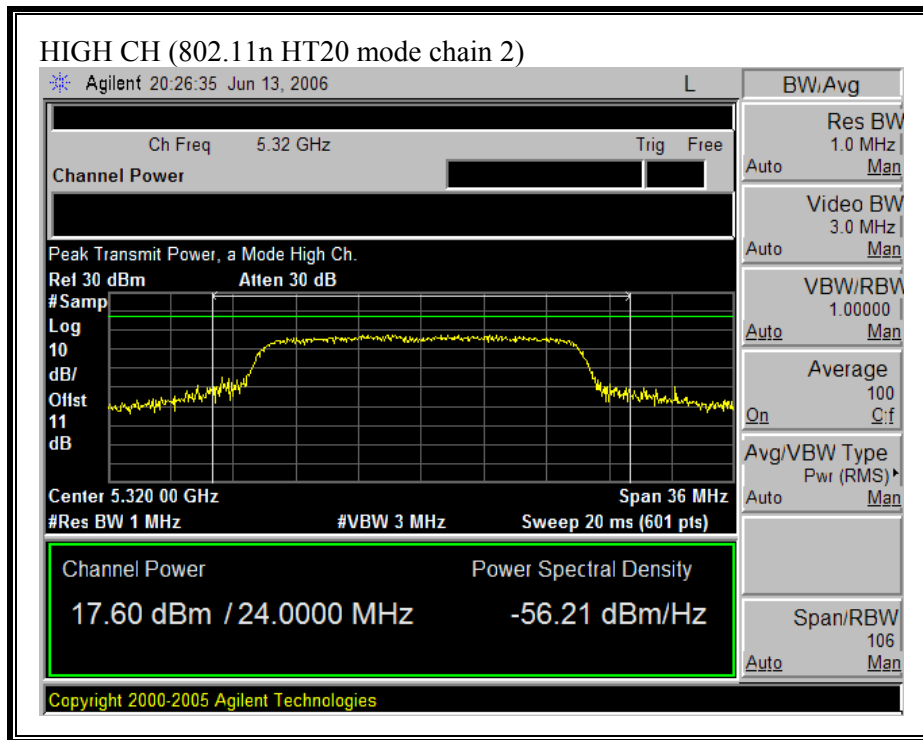 HIGH CH (802.11n HT20 mode chain 2)
Agilent 20:26:35 Jun 13, 2006 L
BW/Avg
Ch Freq 5.32 GHz Trig Free
Channel Power
Res BW
1.0 MHz
Auto Man
Video BW
3.0 MHz
Auto Man
Peak Transmit Power, a Mode High Ch.
Ref 30 dBm Atten 30 dB
#Samp
Log
10
dB/
Offst
11
dB
VBW/RBW
1.00000
Auto Man
Average
100
On Off
Avg/VBW Type
Pwr (RMS)
Auto Man
Center 5.320 00 GHz Span 36 MHz
#Res BW 1 MHz #VBW 3 MHz Sweep 20 ms (601 pts)
Channel Power Power Spectral Density
17.60 dBm / 24.0000 MHz -56.21 dBm/Hz
Span/RBW
106
Auto Man
Copyright 2000-2005 Agilent Technologies